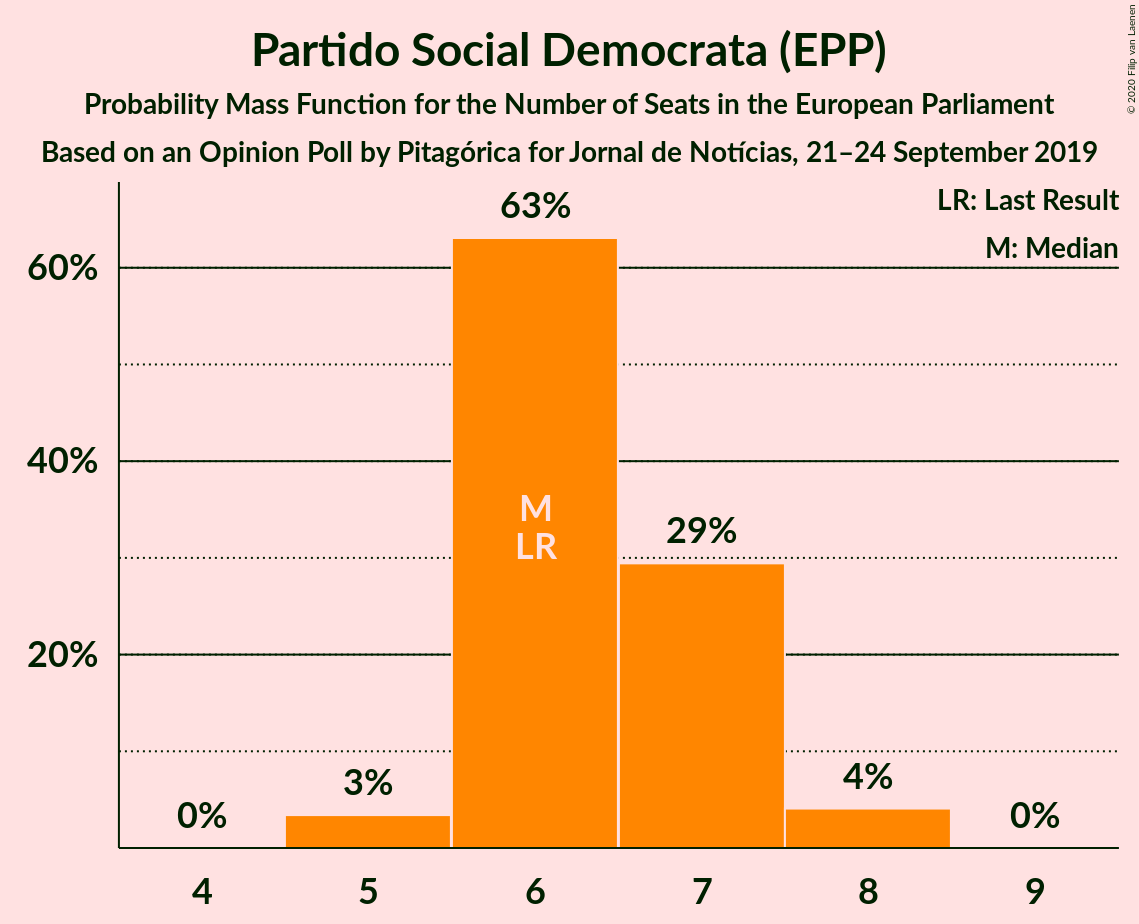 Partido Social Democrata (EPP)
Probability Mass Function for the Number of Seats in the European Parliament
Based on an Opinion Poll by Pitagórica for Jornal de Notícias, 21–24 September 2019
© 2020 Filip van Laenen
LR: Last Result
M: Median
60%
40%
20%
0%
3%
63%
29%
4%
0%
M
LR
4 5 6 7 8 9